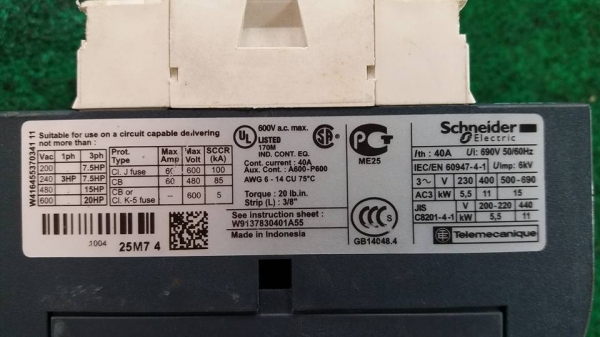 W416455370341 11
Suitable for use on a circuit capable delivering
not more than :
Vac 1ph 3ph Prot. Type Max Amp Max Volt SCCR (kA)
200 7.5HP Cl. J fuse 60 600 100
240 3HP 7.5HP CB 60 480 85
480 15HP CB or – 600 5
600 20HP Cl. K-5 fuse
1004 25M7 4
UL 600V a.c. max.
LISTED
170M
IND. CONT. EQ.
Cont. current : 40A
Aux. Cont. : A600-P600
AWG 6 - 14 CU 75°C
Torque : 20 lb.in.
Strip (L) : 3/8"
See instruction sheet :
W9137830401A55
Made in Indonesia
SA
PCT
ME25
CCC
GB14048.4
Schneider
Electric
Ith : 40A Ui: 690V 50/60Hz
IEC/EN 60947-4-1 Uimp: 6kV
3~ V 230 400 500-690
AC3 kW 5,5 11 15
JIS V 200-220 440
C8201-4-1 kW 5,5 11
Telemecanique